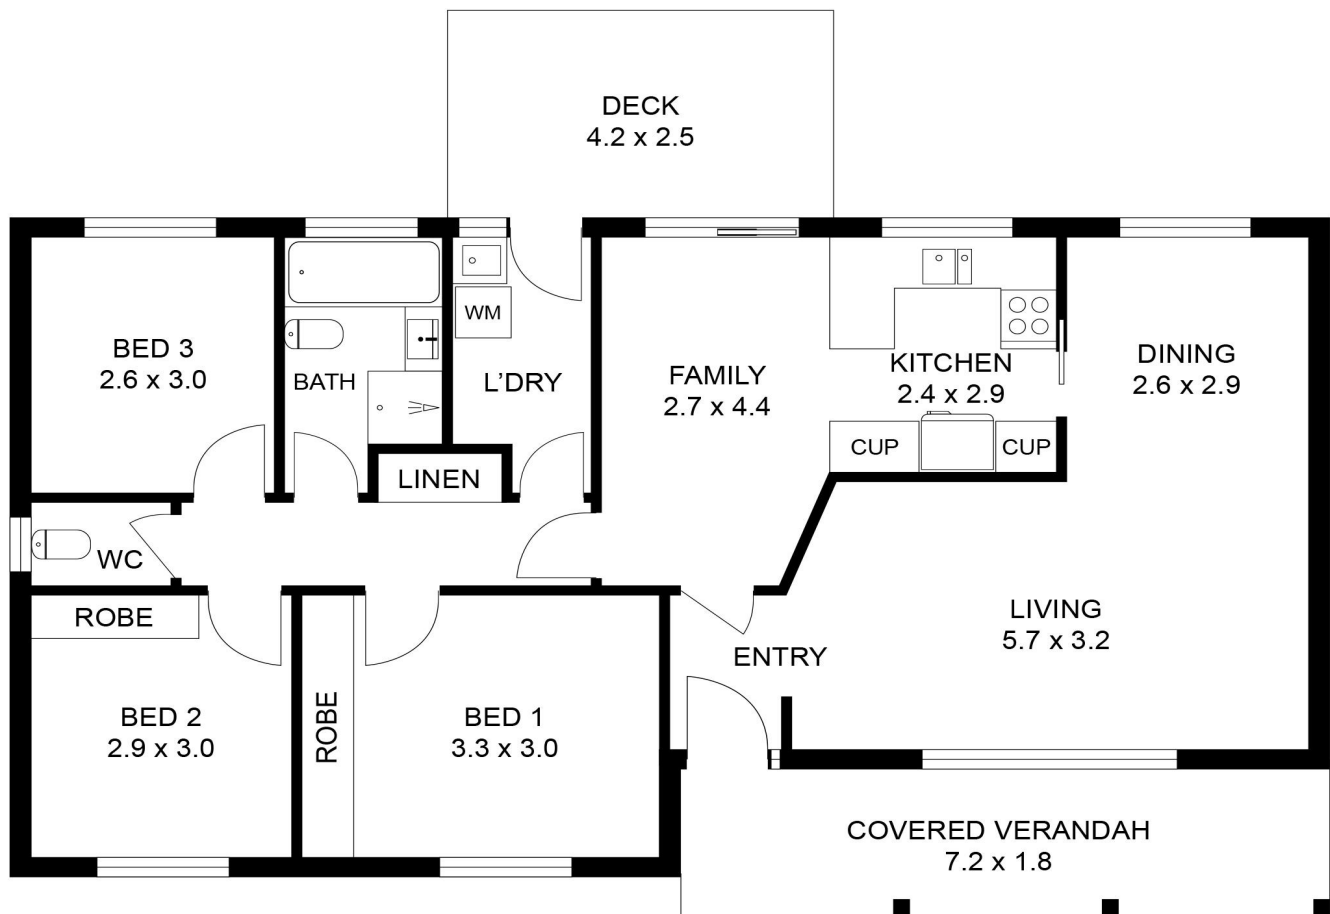 DECK
4.2 x 2.5
BED 3
2.6 x 3.0
BATH
WM
L'DRY
FAMILY
2.7 x 4.4
KITCHEN
2.4 x 2.9
DINING
2.6 x 2.9
CUP
CUP
LINEN
WC
ROBE
BED 2
2.9 x 3.0
ROBE
BED 1
3.3 x 3.0
ENTRY
LIVING
5.7 x 3.2
COVERED VERANDAH
7.2 x 1.8